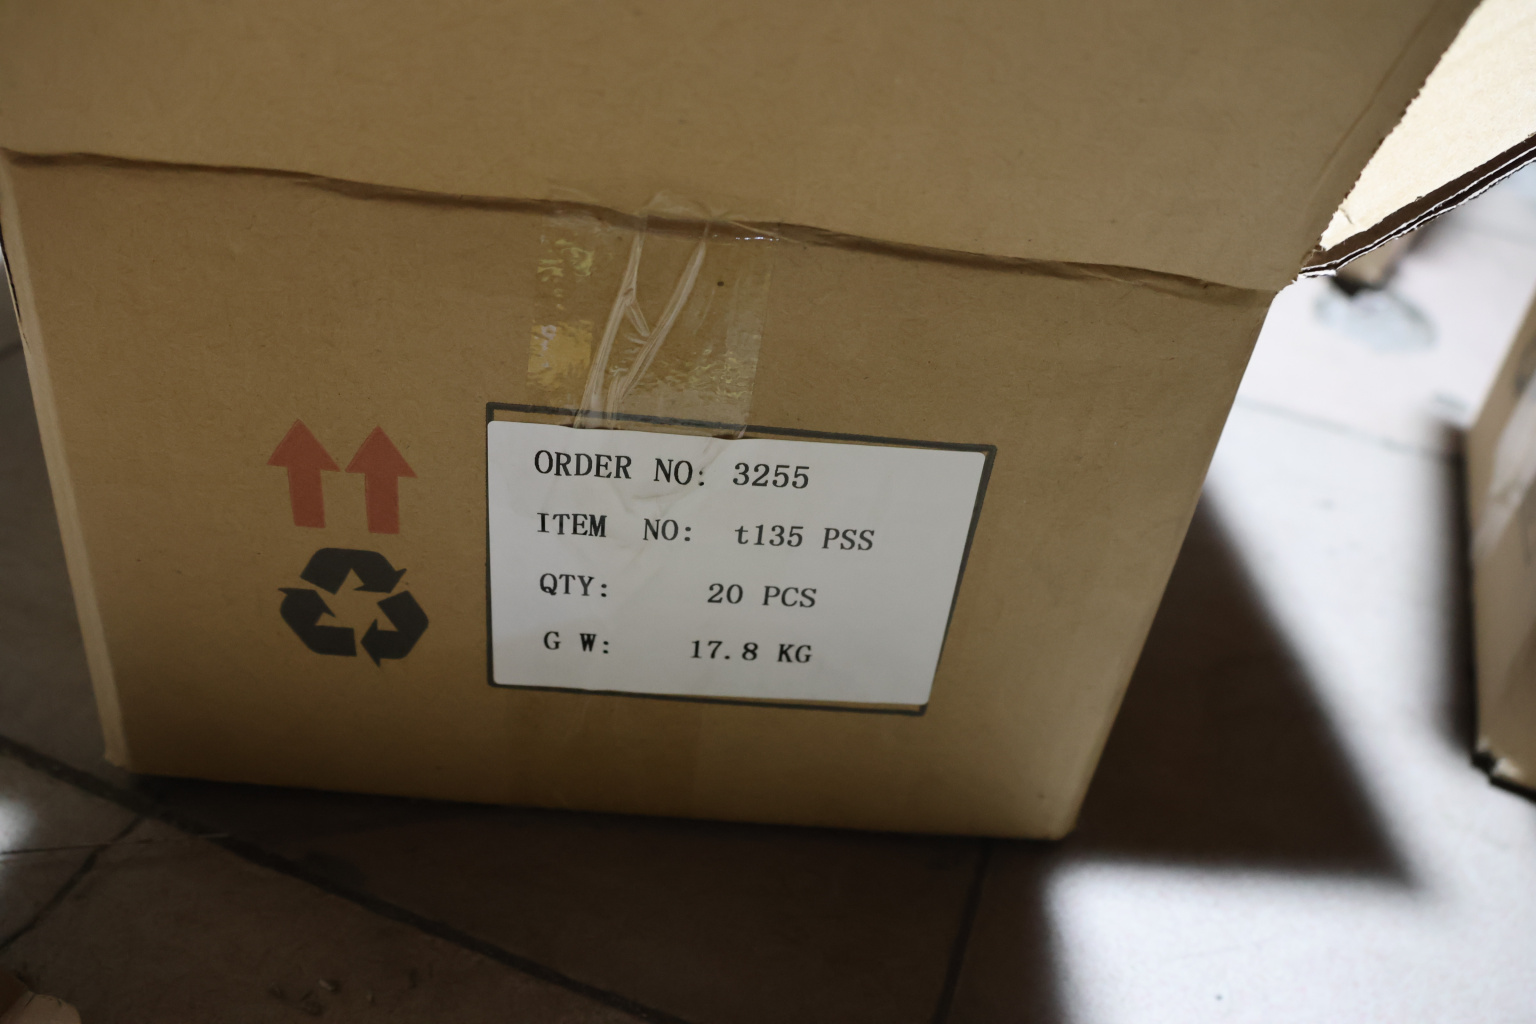 ORDER NO: 3255
ITEM NO: t135 PSS
QTY: 20 PCS
G W: 17.8 KG